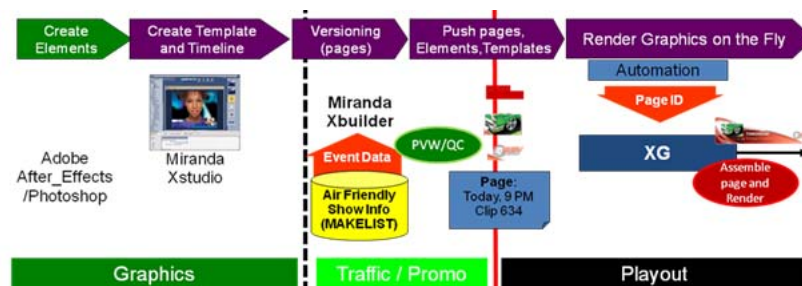 Create
Elements
Create Template
and Timeline
Versioning
(pages)
Push pages,
Elements,Templates
Render Graphics on the Fly
Automation
Page ID
XG
Assemble
page and
Render
Miranda
Xbuilder
PVW/QC
Event Data
Air Friendly
Show Info
(MAKELIST)
Page:
Today, 9 PM
Clip 634
Adobe
After_Effects
/Photoshop
Miranda
Xstudio
Graphics
Traffic / Promo
Playout